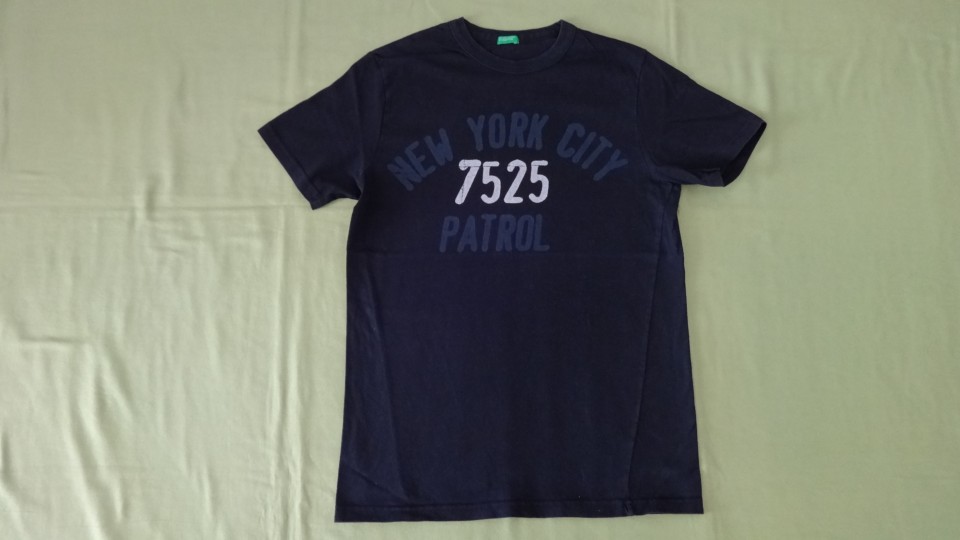 NEW YORK CITY
7525
PATROL